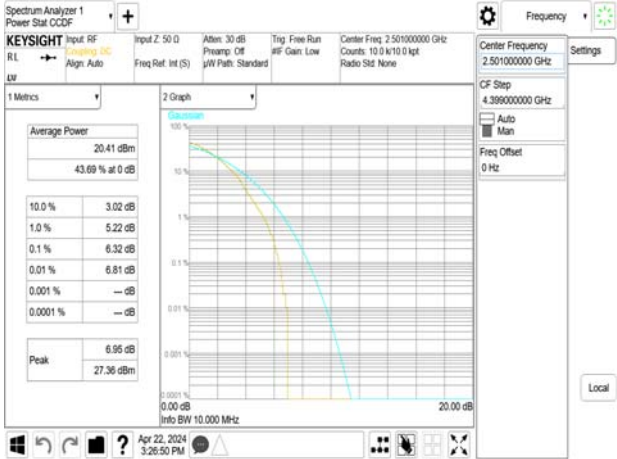 Spectrum Analyzer 1
Power Stat CCDF
Frequency
KEYSIGHT
RL
Input: RF
Coupling: DC
Align: Auto
Input Z: 50 Ω
Freq Ref: Int (S)
Atten: 30 dB
Preamp: Off
µW Path: Standard
Trig: Free Run
#IF Gain: Low
Center Freq: 2.501000000 GHz
Counts: 10.0 k/10.0 kpt
Radio Std: None
Center Frequency
2.501000000 GHz
Settings
CF Step
4.399000000 GHz
Auto
Man
Freq Offset
0 Hz
1 Metrics
2 Graph
Gaussian
Average Power
20.41 dBm
43.69 % at 0 dB
10.0 % 3.02 dB
1.0 % 5.22 dB
0.1 % 6.32 dB
0.01 % 6.81 dB
0.001 % --- dB
0.0001 % --- dB
Peak
6.95 dB
27.36 dBm
100 %
10 %
1 %
0.1 %
0.01 %
0.001 %
0.0001 %
0.00 dB
20.00 dB
Info BW 10.000 MHz
Local
?
Apr 22, 2024
3:26:50 PM